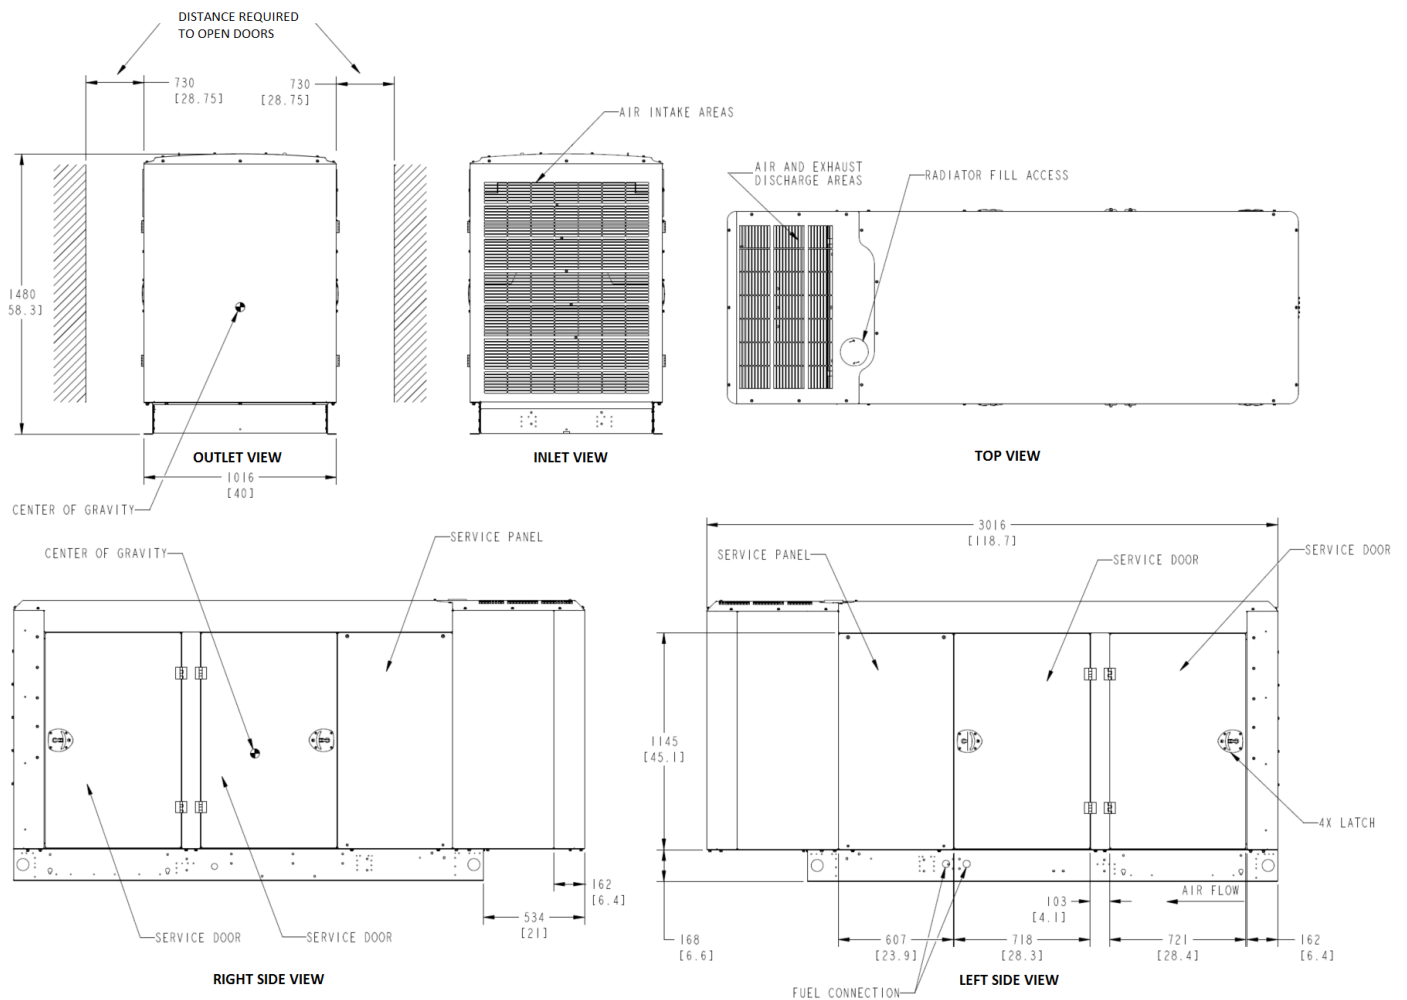 DISTANCE REQUIRED
TO OPEN DOORS
730
[28.75]
730
[28.75]
AIR INTAKE AREAS
AIR AND EXHAUST
DISCHARGE AREAS
RADIATOR FILL ACCESS
1480
58.3]
OUTLET VIEW
INLET VIEW
TOP VIEW
1016
[40]
CENTER OF GRAVITY
CENTER OF GRAVITY
SERVICE PANEL
3016
[118.7]
SERVICE PANEL
SERVICE DOOR
SERVICE DOOR
1145
[45.1]
4X LATCH
162
[6.4]
534
[21]
SERVICE DOOR
SERVICE DOOR
RIGHT SIDE VIEW
AIR FLOW
103
[4.1]
168
[6.6]
607
[23.9]
718
[28.3]
721
[28.4]
162
[6.4]
FUEL CONNECTION
LEFT SIDE VIEW